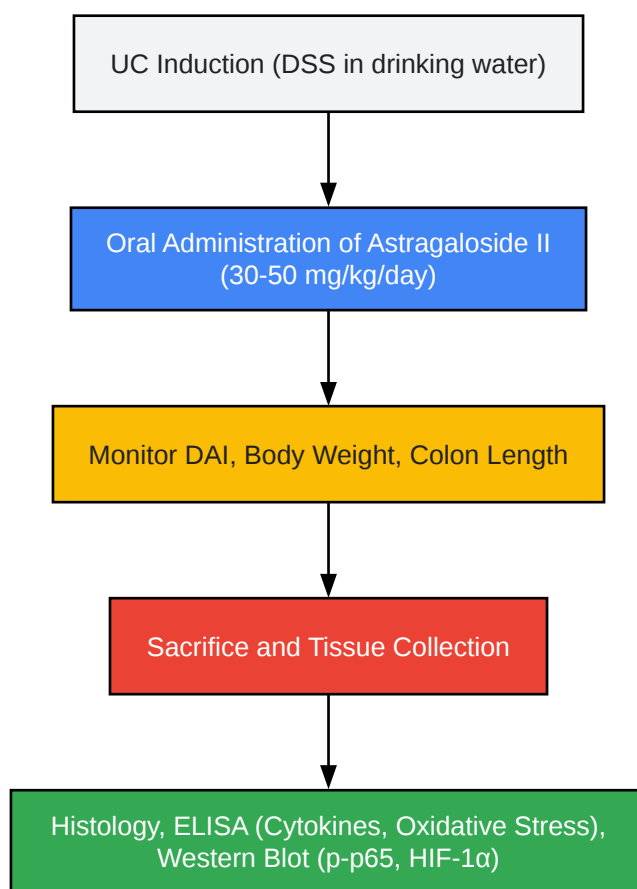 UC Induction (DSS in drinking water)
Oral Administration of Astragaloside II
(30-50 mg/kg/day)
Monitor DAI, Body Weight, Colon Length
Sacrifice and Tissue Collection
Histology, ELISA (Cytokines, Oxidative Stress),
Western Blot (p-p65, HIF-1α)